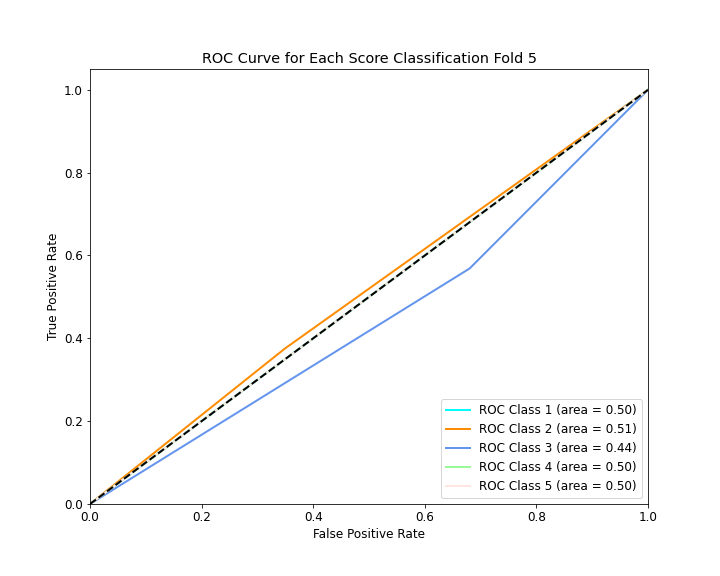 ROC Curve for Each Score Classification Fold 5
True Positive Rate
1.0
0.8
0.6
0.4
0.2
0.0
ROC Class 1 (area = 0.50)
ROC Class 2 (area = 0.51)
ROC Class 3 (area = 0.44)
ROC Class 4 (area = 0.50)
ROC Class 5 (area = 0.50)
0.0 0.2 0.4 0.6 0.8 1.0
False Positive Rate